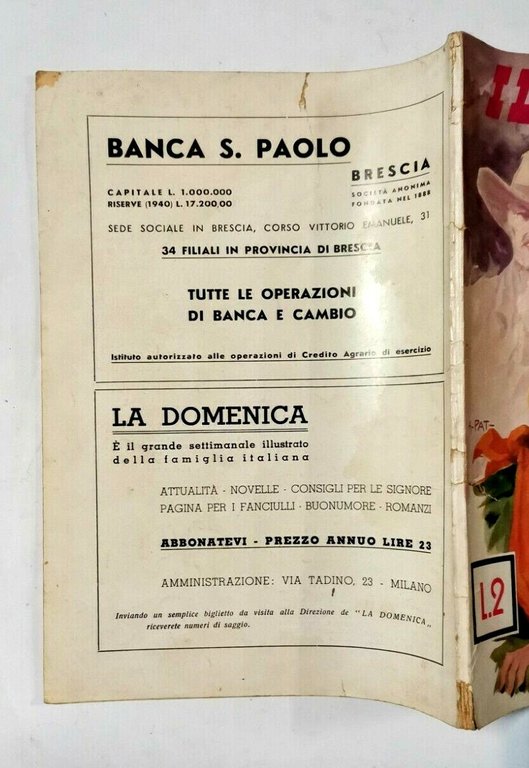 BANCA S. PAOLO
BRESCIA
CAPITALE L. 1.000.000
RISERVE (1940) L. 17.200,00
SOCIETÀ ANONIMA
FONDATA NEL 1888
SEDE SOCIALE IN BRESCIA, CORSO VITTORIO EMANUELE, 31
34 FILIALI IN PROVINCIA DI BRESCIA
TUTTE LE OPERAZIONI
DI BANCA E CAMBIO
Istituto autorizzato alle operazioni di Credito Agrario di esercizio
LA DOMENICA
È il grande settimanale illustrato
della famiglia italiana
ATTUALITÀ - NOVELLE - CONSIGLI PER LE SIGNORE
PAGINA PER I FANCIULLI - BUONUMORE - ROMANZI
ABBONATEVI - PREZZO ANNUO LIRE 23
AMMINISTRAZIONE: VIA TADINO, 23 - MILANO
Inviando un semplice biglietto da visita alla Direzione de "LA DOMENICA„
riceverete numeri di saggio.
-PAT-
L.2